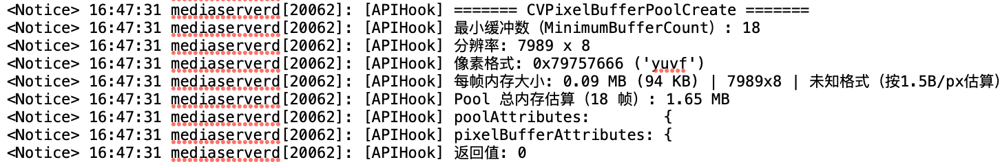 <Notice> 16:47:31 mediaserverd[20062]: [APIHook] ======= CVPixelBufferPoolCreate =======
<Notice> 16:47:31 mediaserverd[20062]: [APIHook] 最小缓冲数（MinimumBufferCount）: 18
<Notice> 16:47:31 mediaserverd[20062]: [APIHook] 分辨率: 7989 x 8
<Notice> 16:47:31 mediaserverd[20062]: [APIHook] 像素格式: 0x79757666 ('yuvf')
<Notice> 16:47:31 mediaserverd[20062]: [APIHook] 每帧内存大小: 0.09 MB (94 KB) | 7989x8 | 未知格式（按1.5B/px估算）
<Notice> 16:47:31 mediaserverd[20062]: [APIHook] Pool 总内存估算（18 帧）: 1.65 MB
<Notice> 16:47:31 mediaserverd[20062]: [APIHook] poolAttributes:        {
<Notice> 16:47:31 mediaserverd[20062]: [APIHook] pixelBufferAttributes: {
<Notice> 16:47:31 mediaserverd[20062]: [APIHook] 返回值: 0